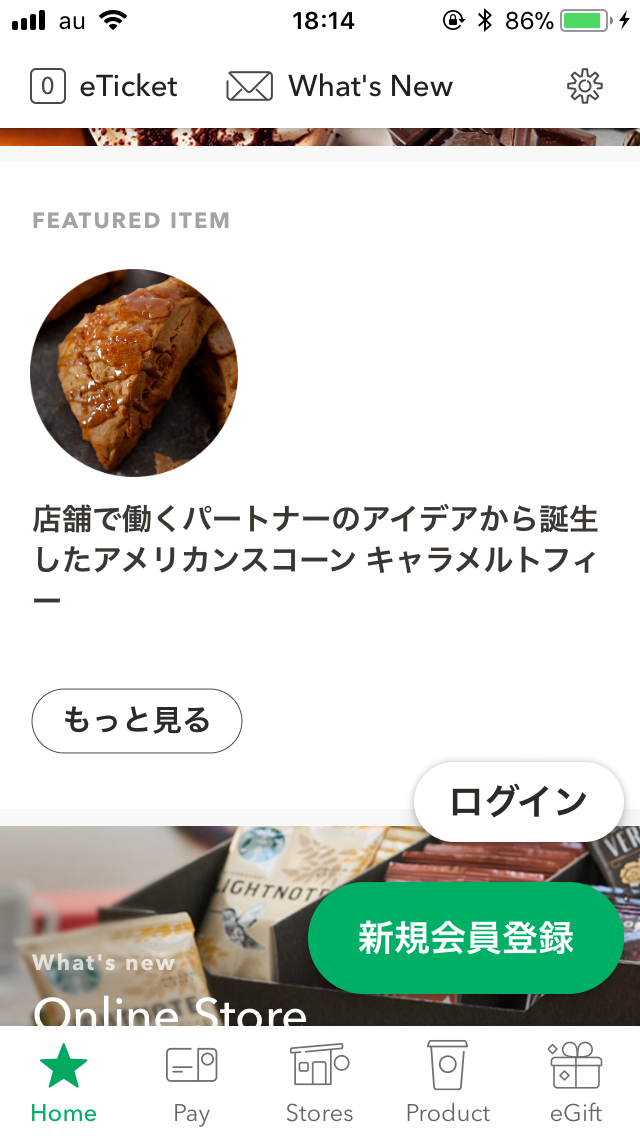 au 18:14 86%
0 eTicket What's New
FEATURED ITEM
店舗で働くパートナーのアイデアから誕生
したアメリカンスコーン キャラメルトフィ
ー
もっと見る
ログイン
LIGHTNOTE
VER
新規会員登録
What's new
Online Store
Home Pay Stores Product eGift